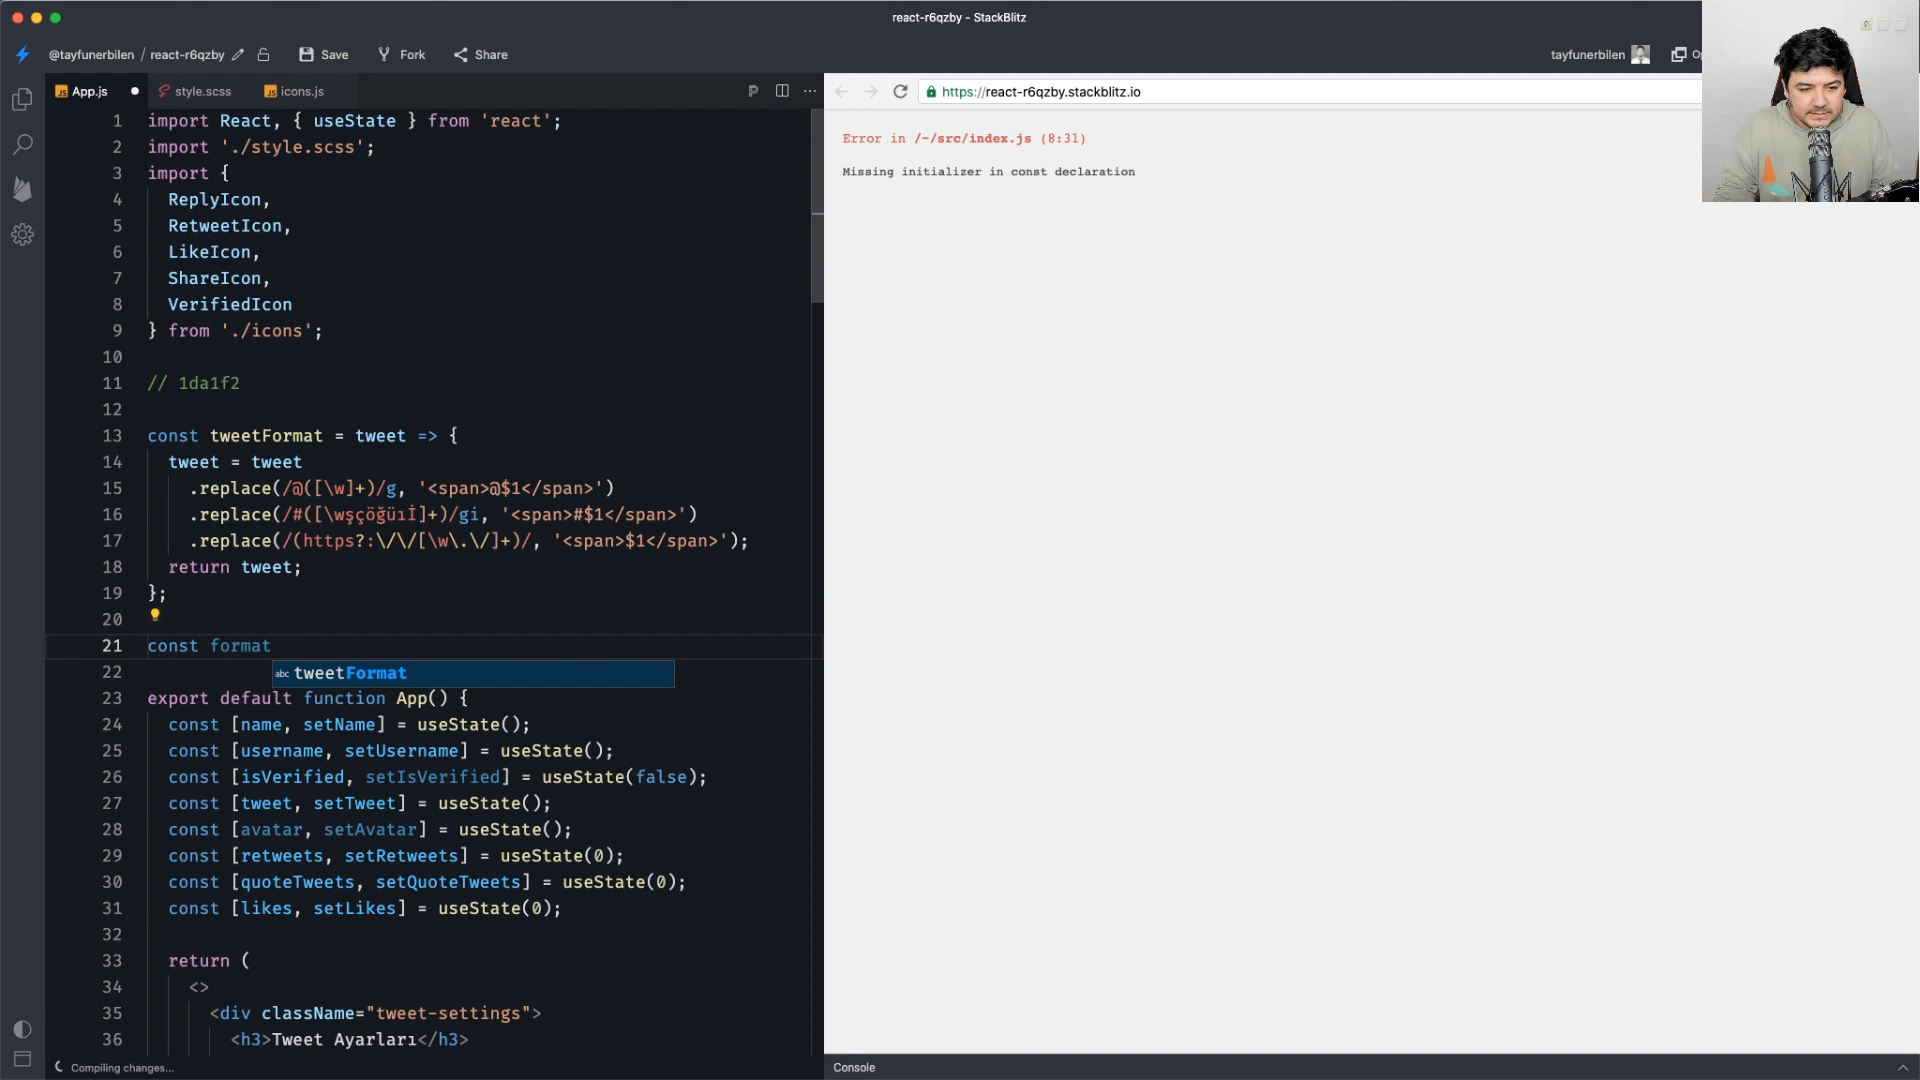 react-r6qzby - StackBlitz
@tayfunerbilen / react-r6qzby Save Fork Share
tayfunerbilen
JS App.js style.scss JS icons.js
https://react-r6qzby.stackblitz.io
1 import React, { useState } from 'react';
2 import './style.scss';
3 import {
4 ReplyIcon,
5 RetweetIcon,
6 LikeIcon,
7 ShareIcon,
8 VerifiedIcon
9 } from './icons';
10
11 // 1da1f2
12
13 const tweetFormat = tweet => {
14 tweet = tweet
15 .replace(/@([\w]+)/g, '<span>@$1</span>')
16 .replace(/#([\wşçöğüıİ]+)/gi, '<span>#$1</span>')
17 .replace(/(https?:\/\/[\w\.\/]+)/, '<span>$1</span>');
18 return tweet;
19 };
20
21 const format
abc tweetFormat
22
23 export default function App() {
24 const [name, setName] = useState();
25 const [username, setUsername] = useState();
26 const [isVerified, setIsVerified] = useState(false);
27 const [tweet, setTweet] = useState();
28 const [avatar, setAvatar] = useState();
29 const [retweets, setRetweets] = useState(0);
30 const [quoteTweets, setQuoteTweets] = useState(0);
31 const [likes, setLikes] = useState(0);
32
33 return (
34 <>
35 <div className="tweet-settings">
36 <h3>Tweet Ayarları</h3>
Compiling changes...
Error in /~/src/index.js (8:31)
Missing initializer in const declaration
Console